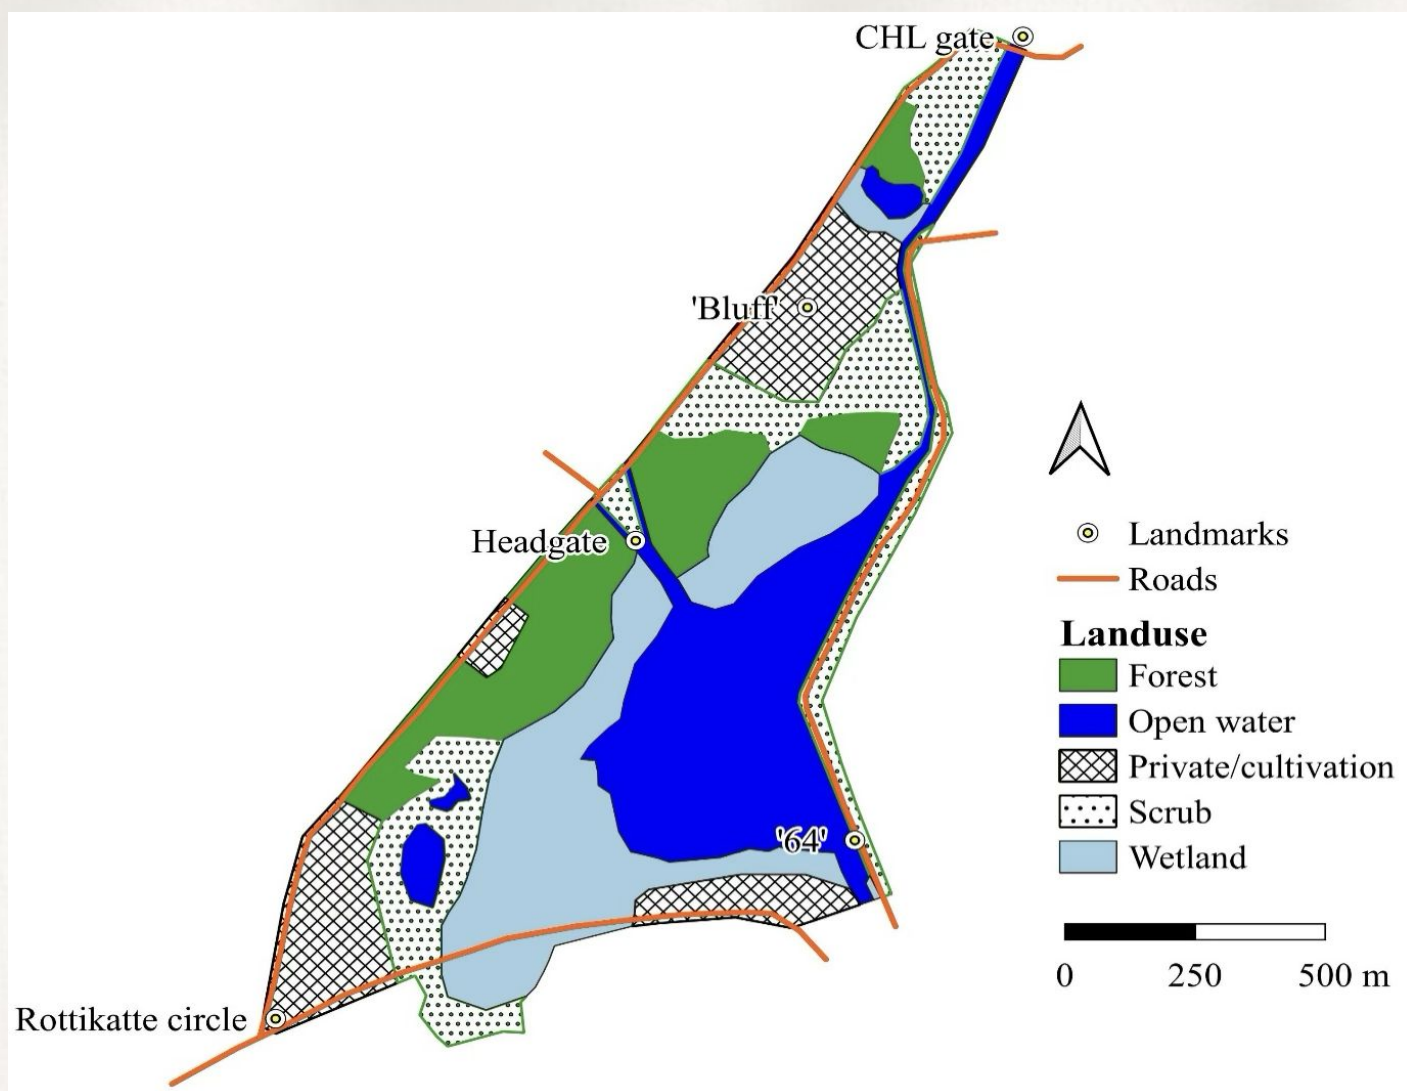 CHL gate
'Bluff'
Headgate
'64'
Rottikatte circle
Landmarks
Roads
Landuse
Forest
Open water
Private/cultivation
Scrub
Wetland
0 250 500 m